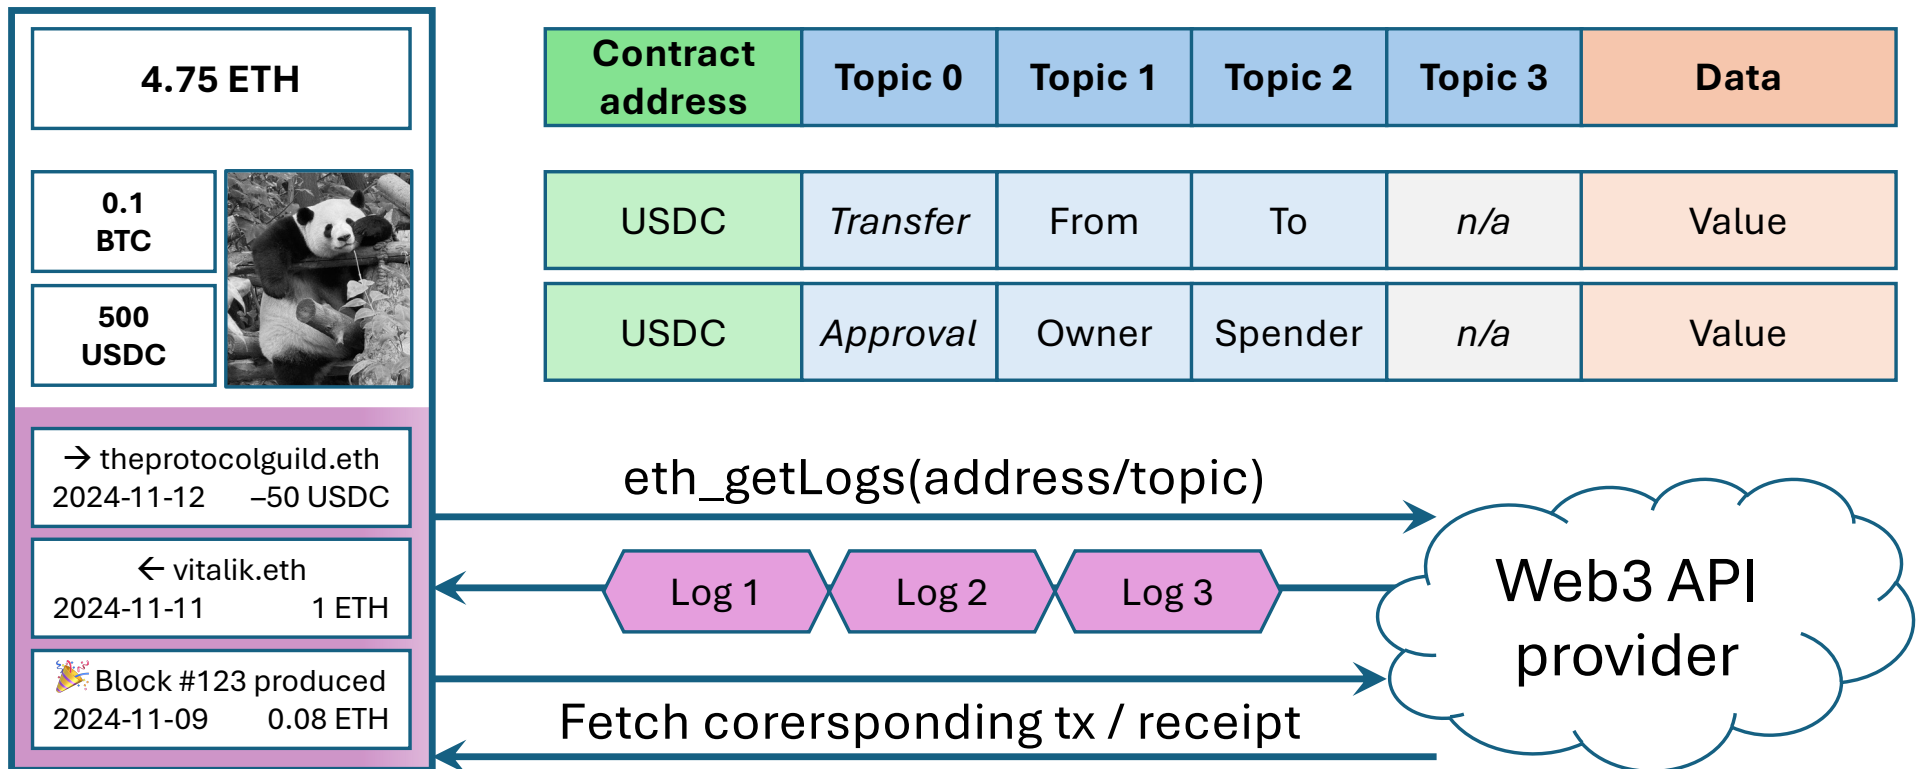 4.75 ETH
0.1
BTC
500
USDC
→ theprotocolguild.eth
2024-11-12 –50 USDC
← vitalik.eth
2024-11-11 1 ETH
🎉 Block #123 produced
2024-11-09 0.08 ETH
Contract
address
Topic 0 Topic 1 Topic 2 Topic 3 Data
USDC Transfer From To n/a Value
USDC Approval Owner Spender n/a Value
eth_getLogs(address/topic)
Log 1 Log 2 Log 3
Fetch corersponding tx / receipt
Web3 API
provider